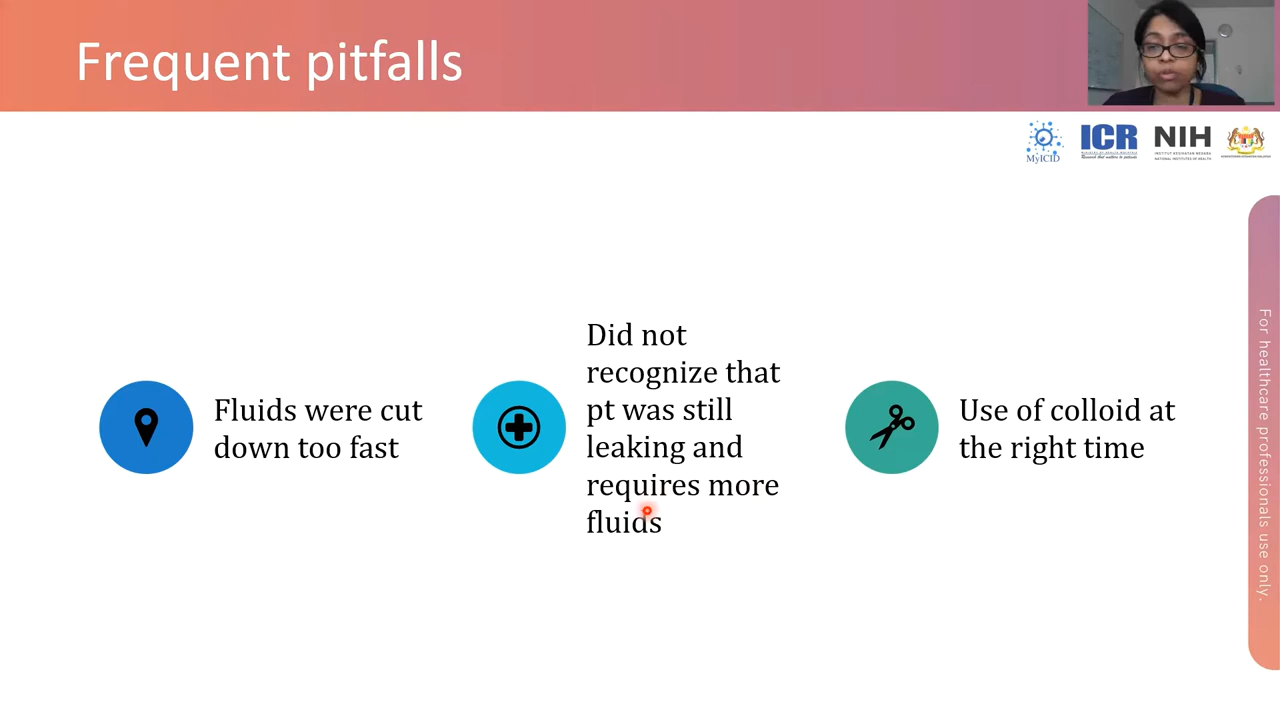 Frequent pitfalls
MyICID
ICR
NIH
Fluids were cut
down too fast
Did not
recognize that
pt was still
leaking and
requires more
fluids
Use of colloid at
the right time
For healthcare professionals use only.